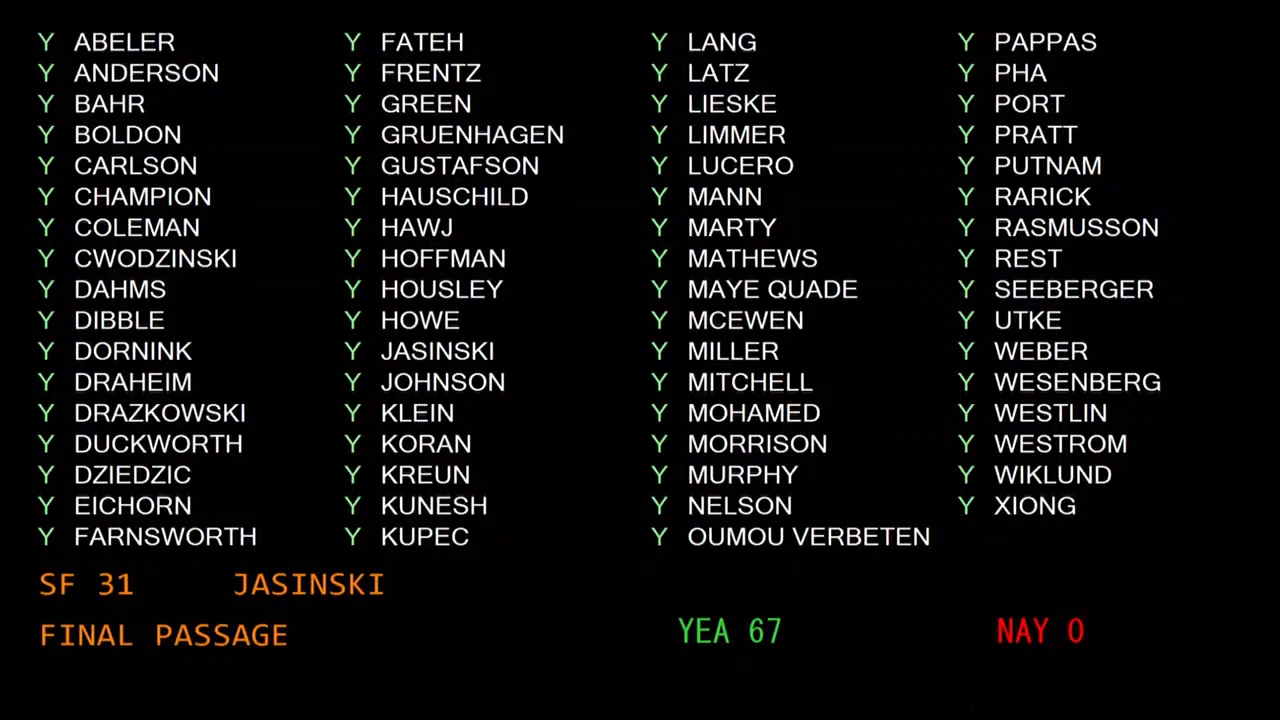 Y ABELER Y FATEH Y LANG Y PAPPAS
Y ANDERSON Y FRENTZ Y LATZ Y PHA
Y BAHR Y GREEN Y LIESKE Y PORT
Y BOLDON Y GRUENHAGEN Y LIMMER Y PRATT
Y CARLSON Y GUSTAFSON Y LUCERO Y PUTNAM
Y CHAMPION Y HAUSCHILD Y MANN Y RARICK
Y COLEMAN Y HAWJ Y MARTY Y RASMUSSON
Y CWODZINSKI Y HOFFMAN Y MATHEWS Y REST
Y DAHMS Y HOUSLEY Y MAYE QUADE Y SEEBERGER
Y DIBBLE Y HOWE Y MCEWEN Y UTKE
Y DORNINK Y JASINSKI Y MILLER Y WEBER
Y DRAHEIM Y JOHNSON Y MITCHELL Y WESENBERG
Y DRAZKOWSKI Y KLEIN Y MOHAMED Y WESTLIN
Y DUCKWORTH Y KORAN Y MORRISON Y WESTROM
Y DZIEDZIC Y KREUN Y MURPHY Y WIKLUND
Y EICHORN Y KUNESH Y NELSON Y XIONG
Y FARNSWORTH Y KUPEC Y OUMOU VERBETEN
SF 31 JASINSKI
FINAL PASSAGE YEA 67 NAY 0